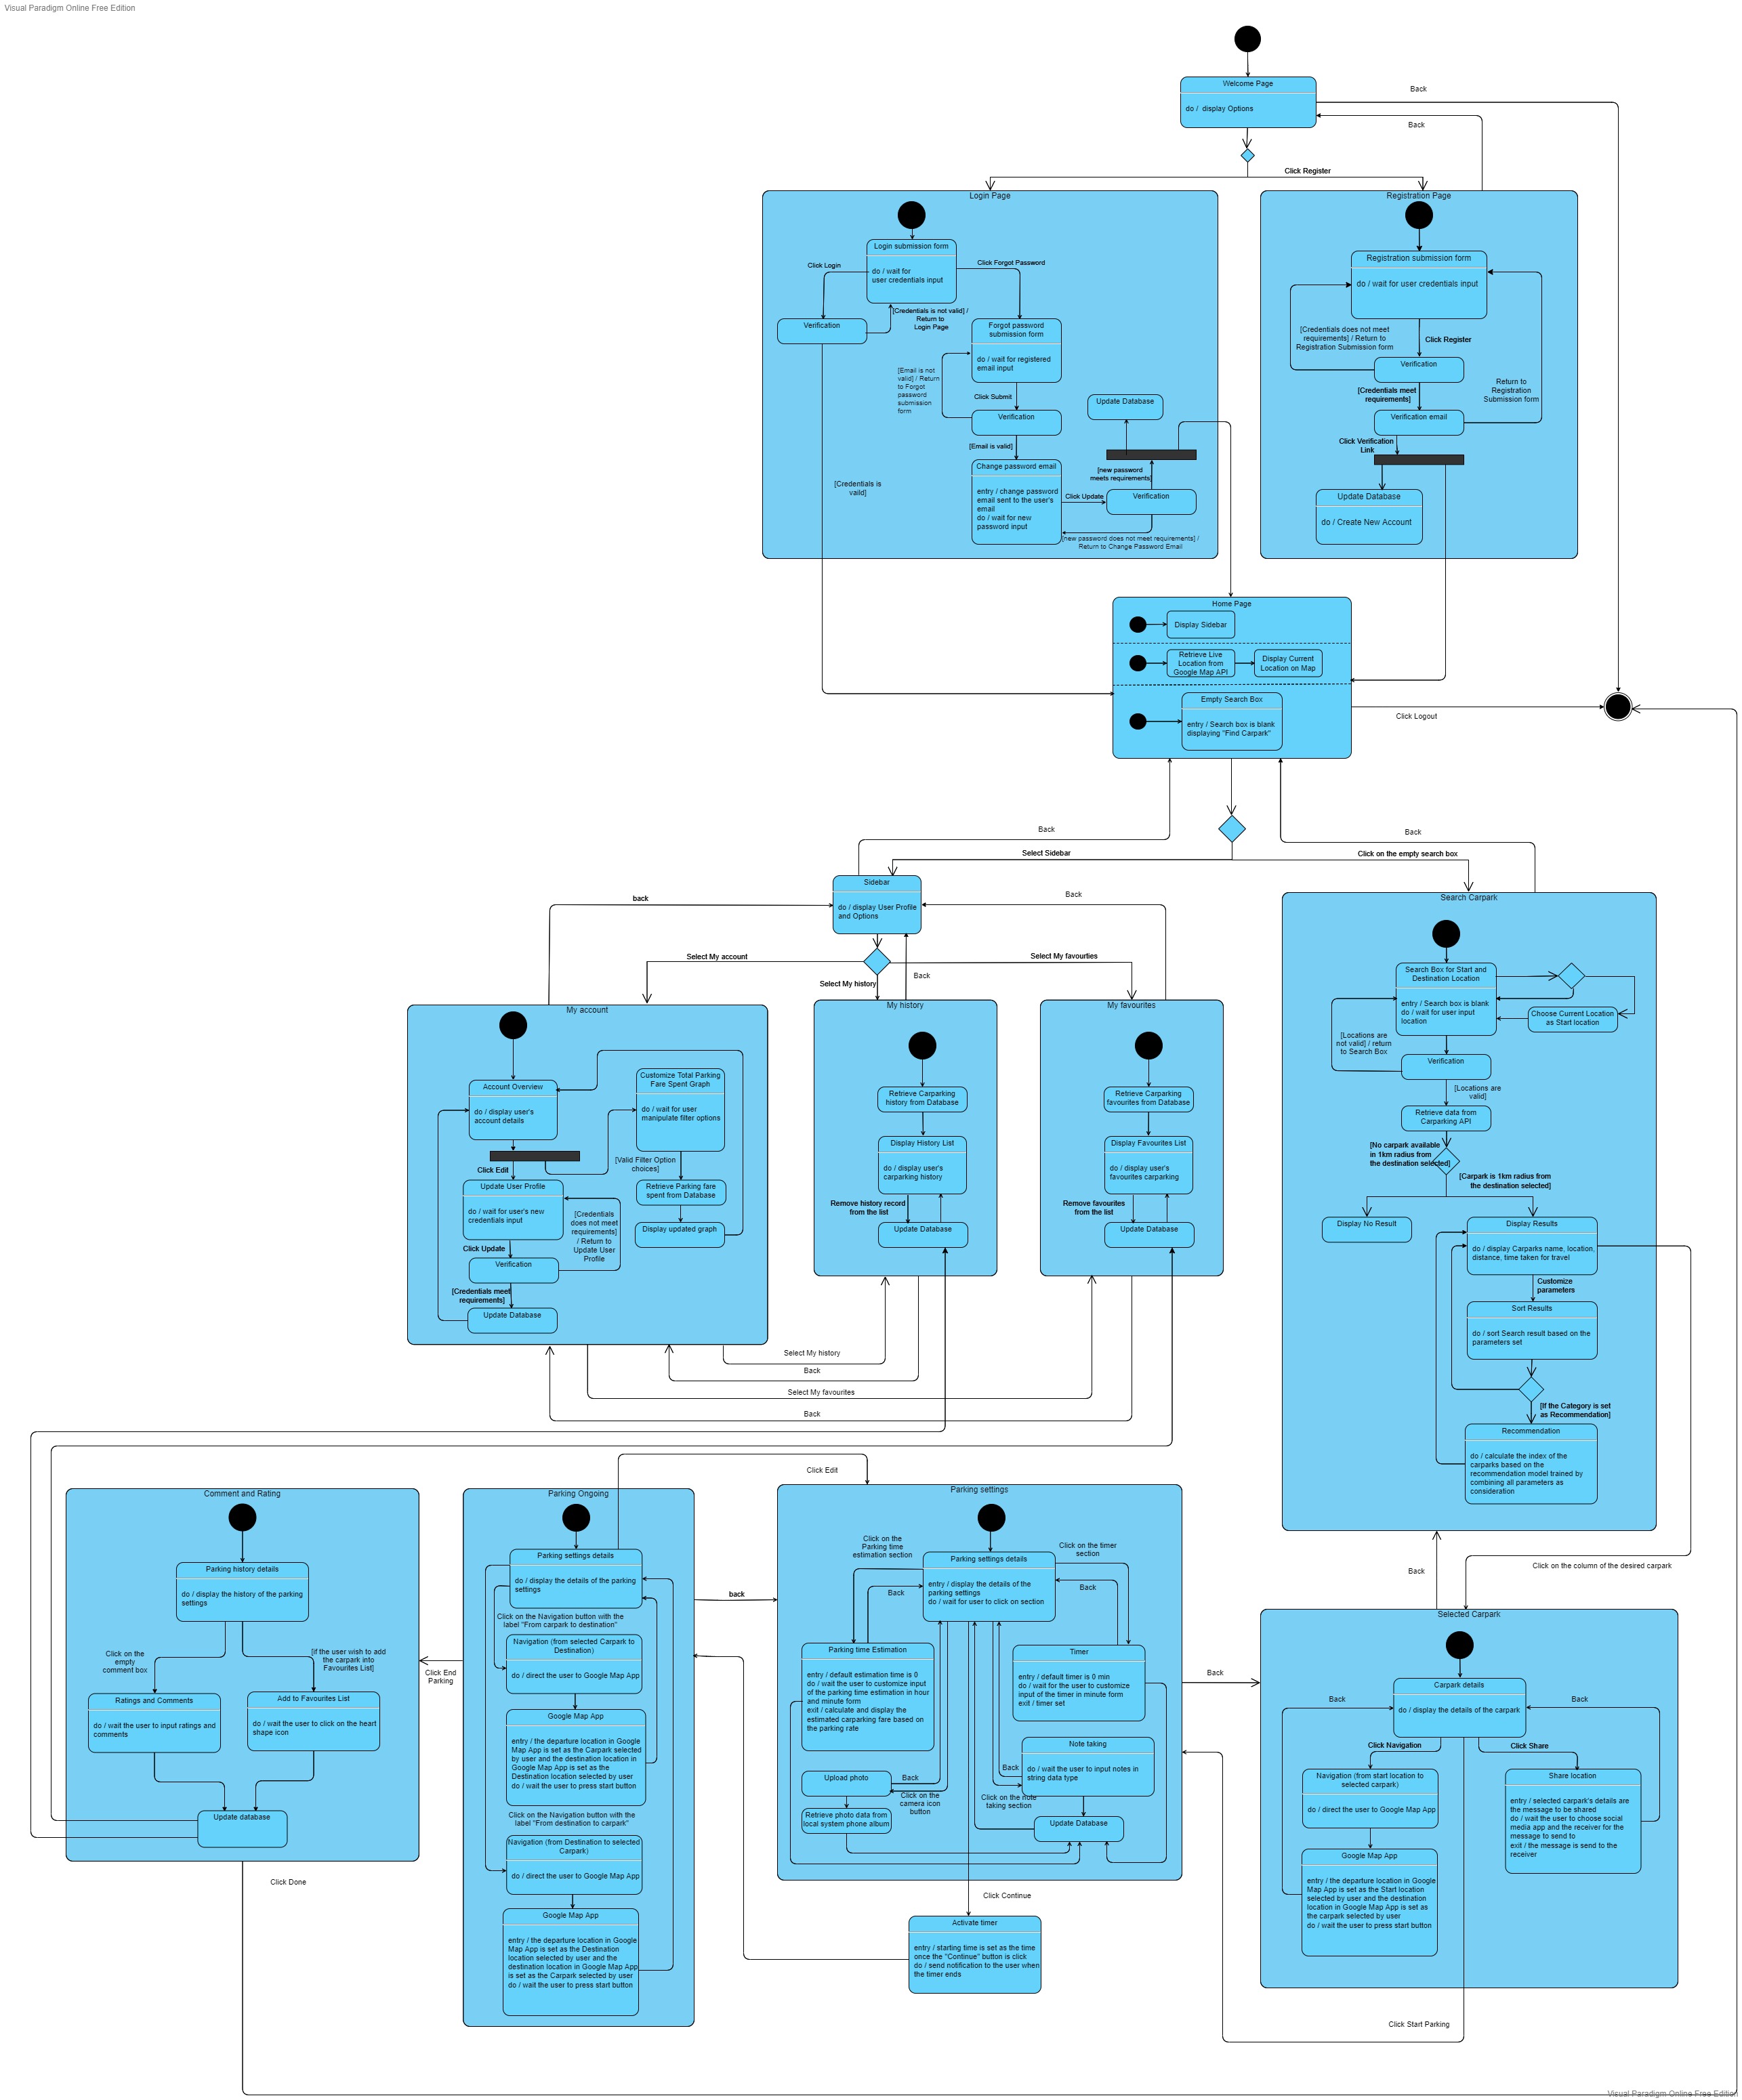 Visual Paradigm Online Free Edition
Welcome Page
do /  display Options
Back
Back
Click Register
Login Page
Login submission form
do / wait for
user credentials input
Click Login
Click Forgot Password
[Credentials is not valid] /
Return to
Login Page
Verification
Forgot password
submission form
do / wait for registered
email input
[Email is not
valid] / Return
to Forgot
password
submission
form
Click Submit
Verification
[Email is valid]
Change password email
entry / change password
email sent to the user's
email
do / wait for new
password input
Click Update
Update Database
[new password
meets requirements]
Verification
[new password does not meet requirements] /
Return to Change Password Email
[Credentials is
vaild]
Registration Page
Registration submission form
do / wait for user credentials input
[Credentials does not meet
requirements] / Return to
Registration Submission form
Click Register
Verification
[Credentials meet
requirements]
Return to
Registration
Submission form
Verification email
Click Verification
Link
Update Database
do / Create New Account
Home Page
Display Sidebar
Retrieve Live
Location from
Google Map API
Display Current
Location on Map
Empty Search Box
entry / Search box is blank
displaying "Find Carpark"
Click Logout
Back
Back
Select Sidebar
Click on the empty search box
Sidebar
do / display User Profile
and Options
back
Back
Select My account
Select My favourties
Select My history
Back
My account
Account Overview
do / display user's
account details
Customize Total Parking
Fare Spent Graph
do / wait for user
manipulate filter options
Click Edit
[Valid Filter Option
choices]
Update User Profile
do / wait for user's new
credentials input
Retrieve Parking fare
spent from Database
Display updated graph
[Credentials
does not meet
requirements]
/ Return to
Update User
Profile
Click Update
Verification
[Credentials meet
requirements]
Update Database
My history
Retrieve Carparking
history from Database
Display History List
do / display user's
carparking history
Remove history record
from the list
Update Database
My favourites
Retrieve Carparking
favourites from Database
Display Favourites List
do / display user's
favourites carparking
Remove favourites
from the list
Update Database
Select My history
Back
Select My favourites
Back
Search Carpark
Search Box for Start and
Destination Location
entry / Search box is blank
do / wait for user input
location
Choose Current Location
as Start location
[Locations are
not valid] / return
to Search Box
Verification
[Locations are
valid]
Retrieve data from
Carparking API
[No carpark available
in 1km radius from
the destination selected]
[Carpark is 1km radius from
the destination selected]
Display No Result
Display Results
do / display Carparks name, location,
distance, time taken for travel
Customize
parameters
Sort Results
do / sort Search result based on the
parameters set
[If the Category is set
as Recommendation]
Recommendation
do / calculate the index of the
carparks based on the
recommendation model trained by
combining all parameters as
consideration
Click on the column of the desired carpark
Back
Comment and Rating
Parking history details
do / display the history of the parking
settings
Click on the
empty
comment box
[if the user wish to add
the carpark into
Favourites List]
Ratings and Comments
do / wait the user to input ratings and
comments
Add to Favourites List
do / wait the user to click on the heart
shape icon
Update database
Click Done
Click End
Parking
Click Edit
Parking Ongoing
Parking settings details
do / display the details of the parking
settings
Click on the Navigation button with the
label "From carpark to destination"
Navigation (from selected Carpark to
Destination)
do / direct the user to Google Map App
Google Map App
entry / the departure location in Google
Map App is set as the Carpark selected
by user and the destination location in
Google Map App is set as the
Destination location selected by user
do / wait the user to press start button
Click on the Navigation button with the
label "From destination to carpark"
Navigation (from Destination to selected
Carpark)
do / direct the user to Google Map App
Google Map App
entry / the departure location in Google
Map App is set as the Destination
location selected by user and the
destination location in Google Map App
is set as the Carpark selected by user
do / wait the user to press start button
back
Parking settings
Click on the
Parking time
estimation section
Click on the timer
section
Parking settings details
entry / display the details of the
parking settings
do / wait for user to click on section
Back
Back
Parking time Estimation
entry / default estimation time is 0
do / wait the user to customize input
of the parking time estimation in hour
and minute form
exit / calculate and display the
estimated carparking fare based on
the parking rate
Timer
entry / default timer is 0 min
do / wait for the user to customize
input of the timer in minute form
exit / timer set
Note taking
do / wait the user to input notes in
string data type
Upload photo
Back
Back
Click on the
camera icon
button
Click on the note
taking section
Retrieve photo data from
local system phone album
Update Database
Click Continue
Activate timer
entry / starting time is set as the time
once the "Continue" button is click
do / send notification to the user when
the timer ends
Back
Selected Carpark
Carpark details
do / display the details of the carpark
Back
Back
Click Navigation
Click Share
Navigation (from start location to
selected carpark)
do / direct the user to Google Map App
Share location
entry / selected carpark's details are
the message to be shared
do / wait the user to choose social
media app and the receiver for the
message to send to
exit / the message is send to the
receiver
Google Map App
entry / the departure location in Google
Map App is set as the Start location
selected by user and the destination
location in Google Map App is set as
the carpark selected by user
do / wait the user to press start button
Click Start Parking
Visual Paradigm Online Free Edition